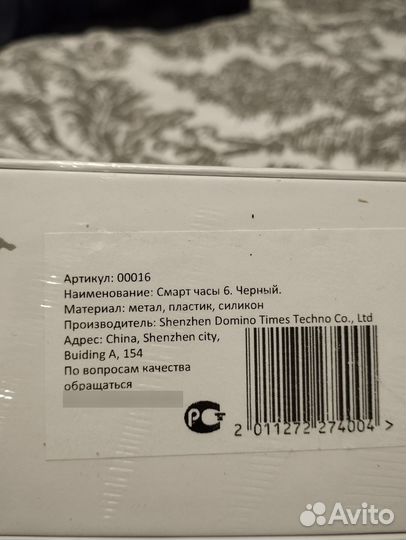 Артикул: 00016
Наименование: Смарт часы 6. Черный.
Материал: метал, пластик, силикон
Производитель: Shenzhen Domino Times Techno Co., Ltd
Адрес: China, Shenzhen city,
Buiding A, 154
По вопросам качества
обращаться
РСТ
2 011272 274004 >
Avito